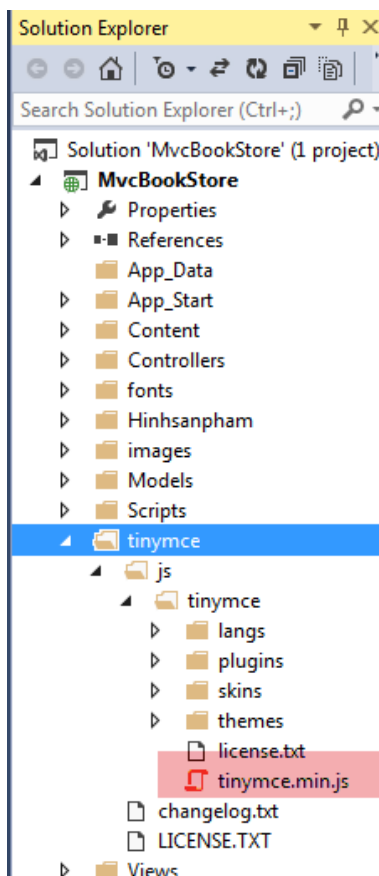 Solution Explorer
Search Solution Explorer (Ctrl+;)
Solution 'MvcBookStore' (1 project)
MvcBookStore
Properties
References
App_Data
App_Start
Content
Controllers
fonts
Hinhsanpham
images
Models
Scripts
tinymce
js
tinymce
langs
plugins
skins
themes
license.txt
tinymce.min.js
changelog.txt
LICENSE.TXT
Views